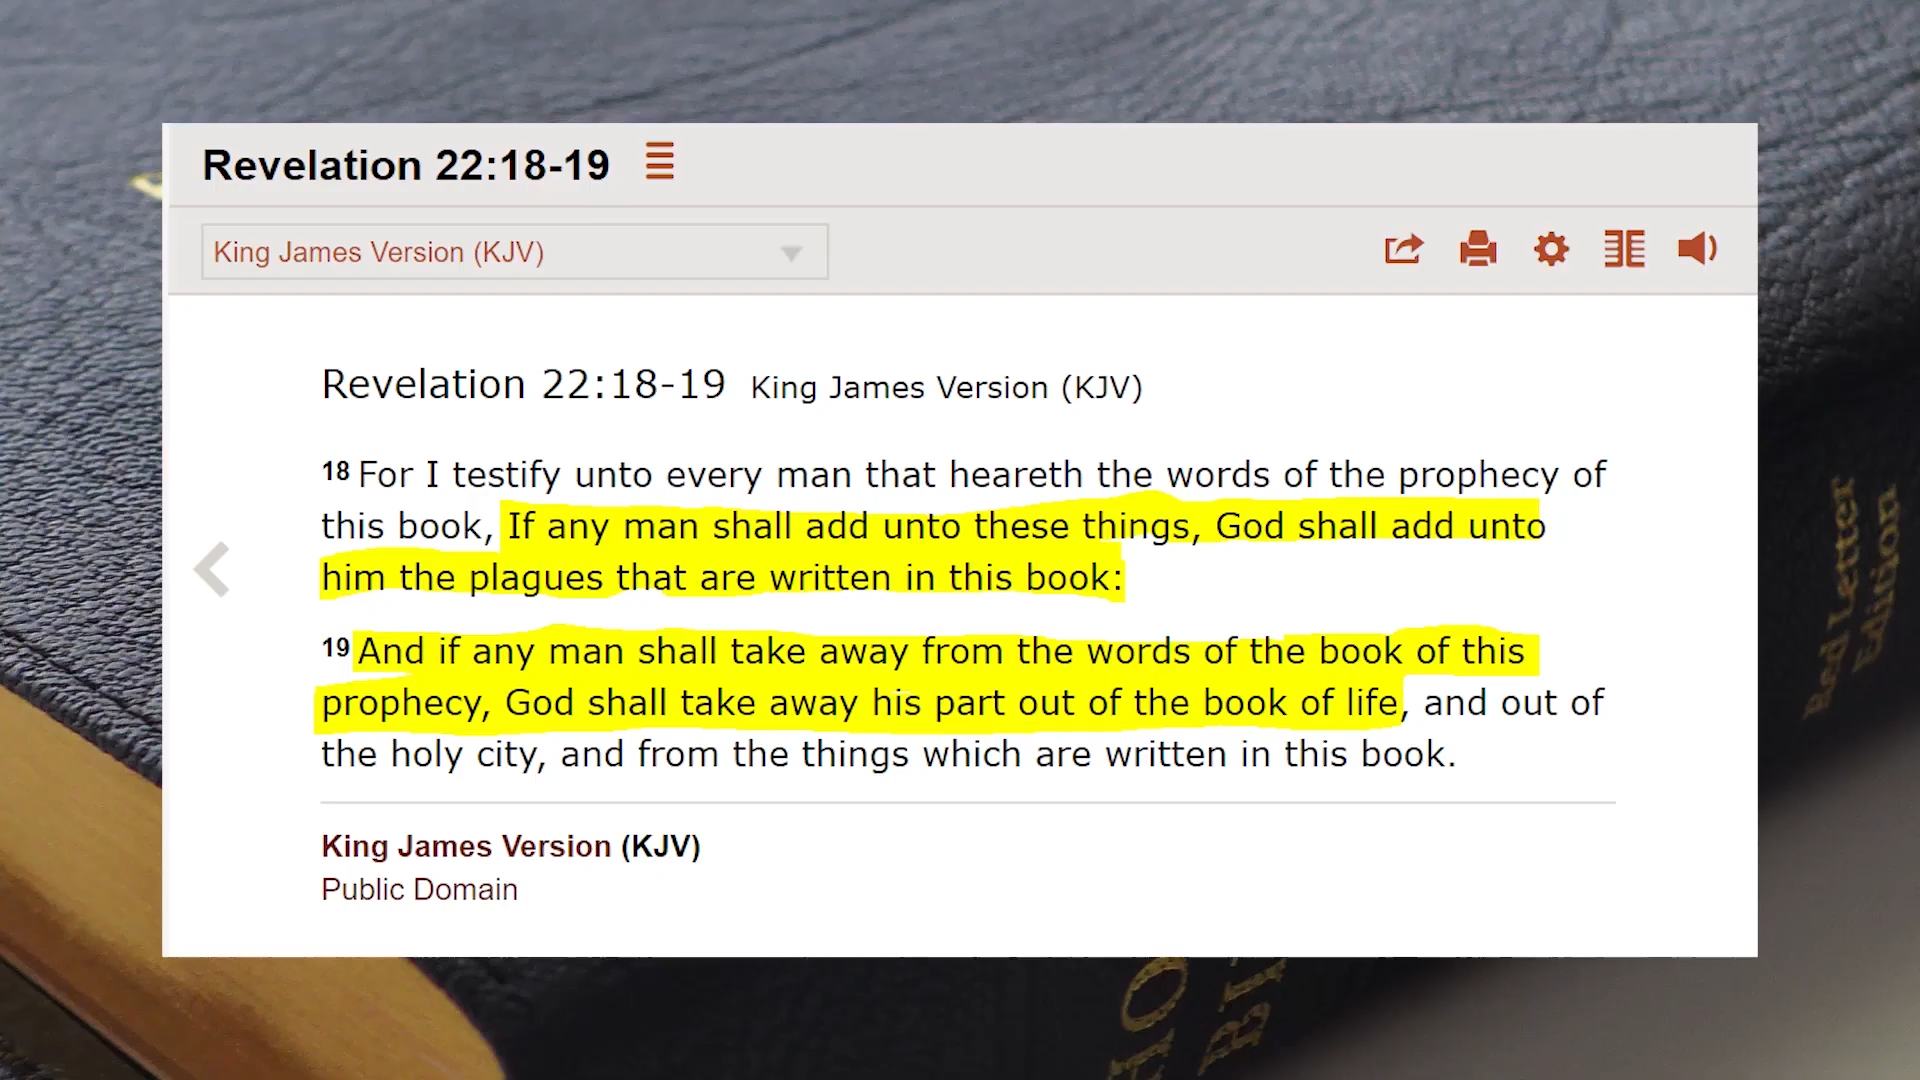 Revelation 22:18-19
King James Version (KJV)
Revelation 22:18-19 King James Version (KJV)
18 For I testify unto every man that heareth the words of the prophecy of
this book, If any man shall add unto these things, God shall add unto
him the plagues that are written in this book:
19 And if any man shall take away from the words of the book of this
prophecy, God shall take away his part out of the book of life, and out of
the holy city, and from the things which are written in this book.
King James Version (KJV)
Public Domain
Red Letter
Edition